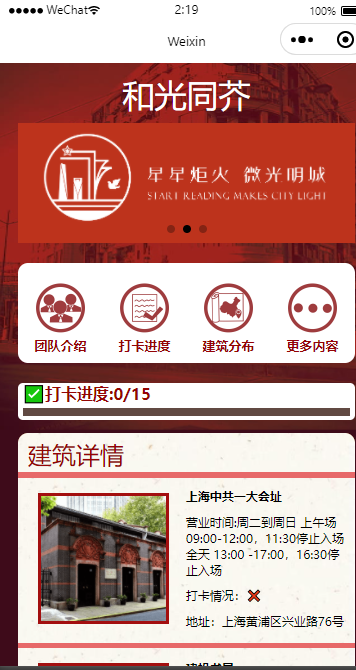 WeChat
2:19
100%
Weixin
和光同芥
星星炬火 微光明城
START READING MAKES CITY LIGHT
团队介绍
打卡进度
建筑分布
更多内容
打卡进度:0/15
建筑详情
上海中共一大会址
营业时间:周二到周日 上午场
09:00-12:00，11:30停止入场
全天 13:00 -17:00，16:30停
止入场
打卡情况：
地址：上海黄浦区兴业路76号